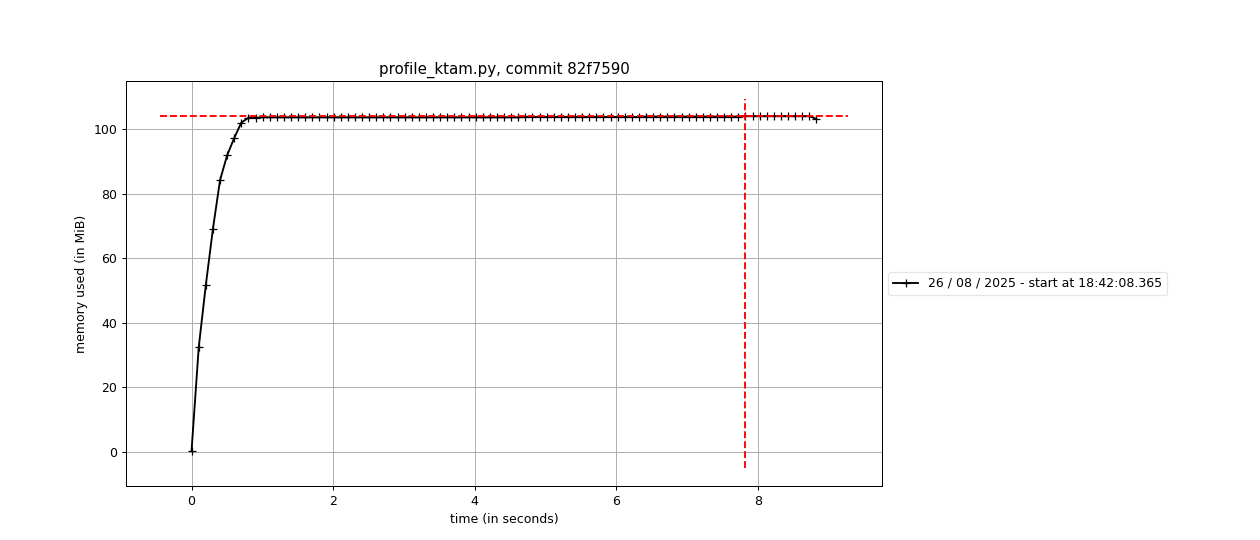 profile_ktam.py, commit 82f7590
100
80
60
40
20
0
memory used (in MiB)
0 2 4 6 8
time (in seconds)
26 / 08 / 2025 - start at 18:42:08.365